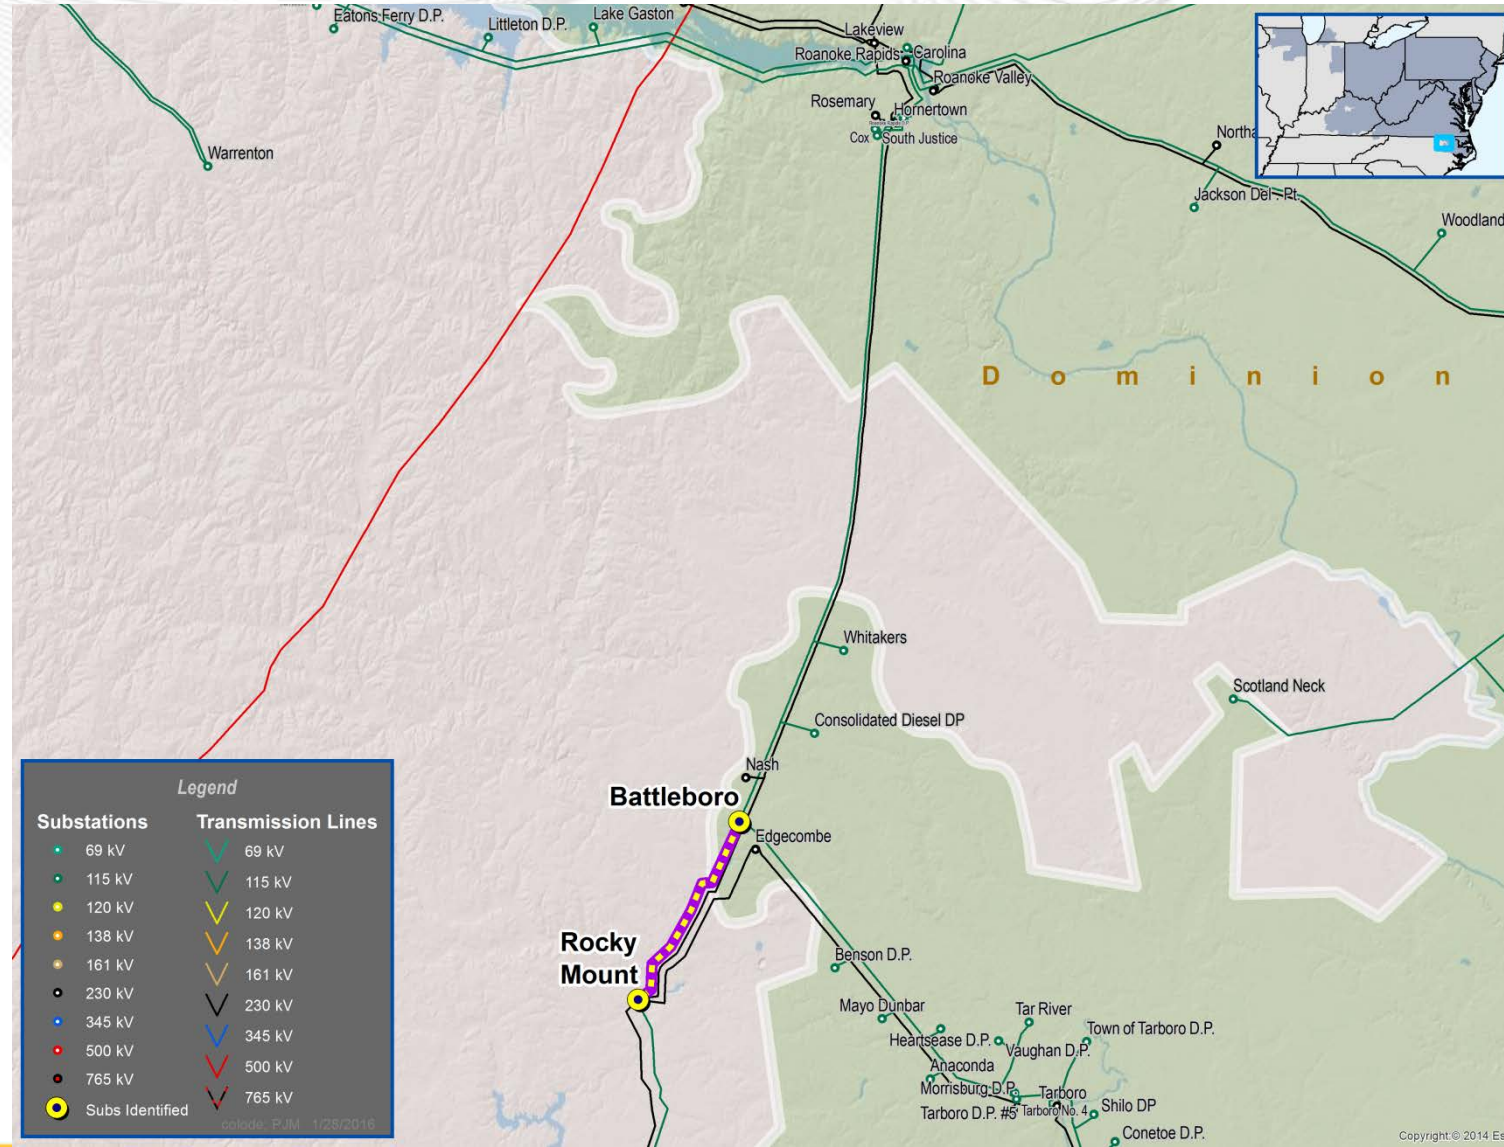 Eatons Ferry D.P.
Littleton D.P.
Lake Gaston
Lakeview
Roanoke Rapids
Carolina
Roanoke Valley
Rosemary
Hornertown
Cox
South Justice
Warrenton
Jackson Del . Pt.
Woodland
D o m i n i o n
Whitakers
Scotland Neck
Consolidated Diesel DP
Nash
Battleboro
Edgecombe
Rocky
Mount
Benson D.P.
Mayo Dunbar
Tar River
Town of Tarboro D.P.
Heartsease D.P.
Vaughan D.P.
Anaconda
Morrisburg D.P.
Tarboro
Tarboro D.P. #5
Tarboro No. 4
Shilo DP
Conetoe D.P.
Legend
Substations Transmission Lines
69 kV 69 kV
115 kV 115 kV
120 kV 120 kV
138 kV 138 kV
161 kV 161 kV
230 kV 230 kV
345 kV 345 kV
500 kV 500 kV
765 kV 765 kV
Subs Identified
colode, PJM 1/28/2016
Copyright:© 2014 Es